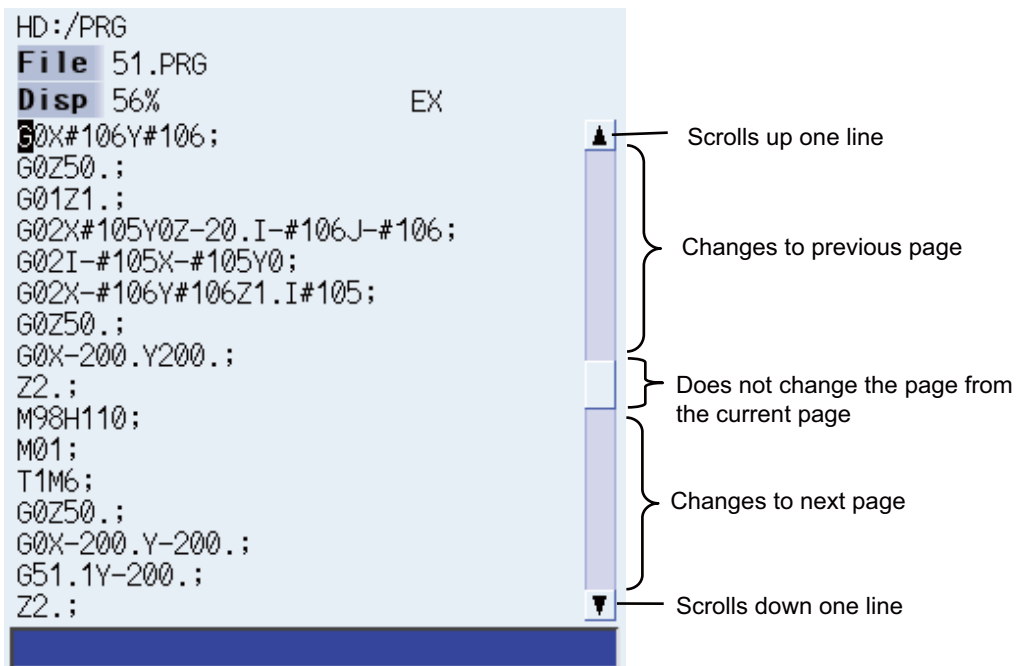 HD:/PRG
File 51.PRG
Disp 56% EX
G0X#106Y#106;
G0Z50.;
G01Z1.;
G02X#105Y0Z-20.I-#106J-#106;
G02I-#105X-#105Y0;
G02X-#106Y#106Z1.I#105;
G0Z50.;
G0X-200.Y200.;
Z2.;
M98H110;
M01;
T1M6;
G0Z50.;
G0X-200.Y-200.;
G51.1Y-200.;
Z2.;
Scrolls up one line
Changes to previous page
Does not change the page from
the current page
Changes to next page
Scrolls down one line